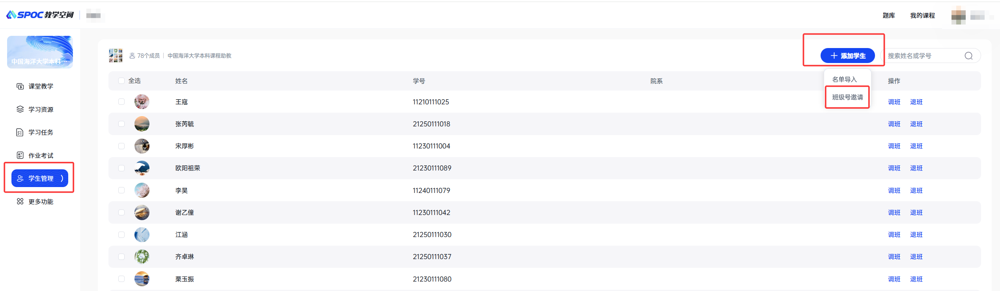 SPOC教学空间
题库 我的课程
中国海洋大学本科...
78个成员 中国海洋大学本科课程助教
添加学生
搜索姓名或学号
名单导入
班级号邀请
课堂教学
学习资源
学习任务
作业考试
学生管理
更多功能
全选 姓名 学号 院系 操作
王寇 11210111025 调班 退班
张芮毓 21250111018 调班 退班
宋厚彬 11230111004 调班 退班
欧阳祖荣 21230111089 调班 退班
李昊 11240111079 调班 退班
谢乙僮 11230111042 调班 退班
江涵 21250111030 调班 退班
齐卓琳 21250111037 调班 退班
栗玉振 21230111080 调班 退班